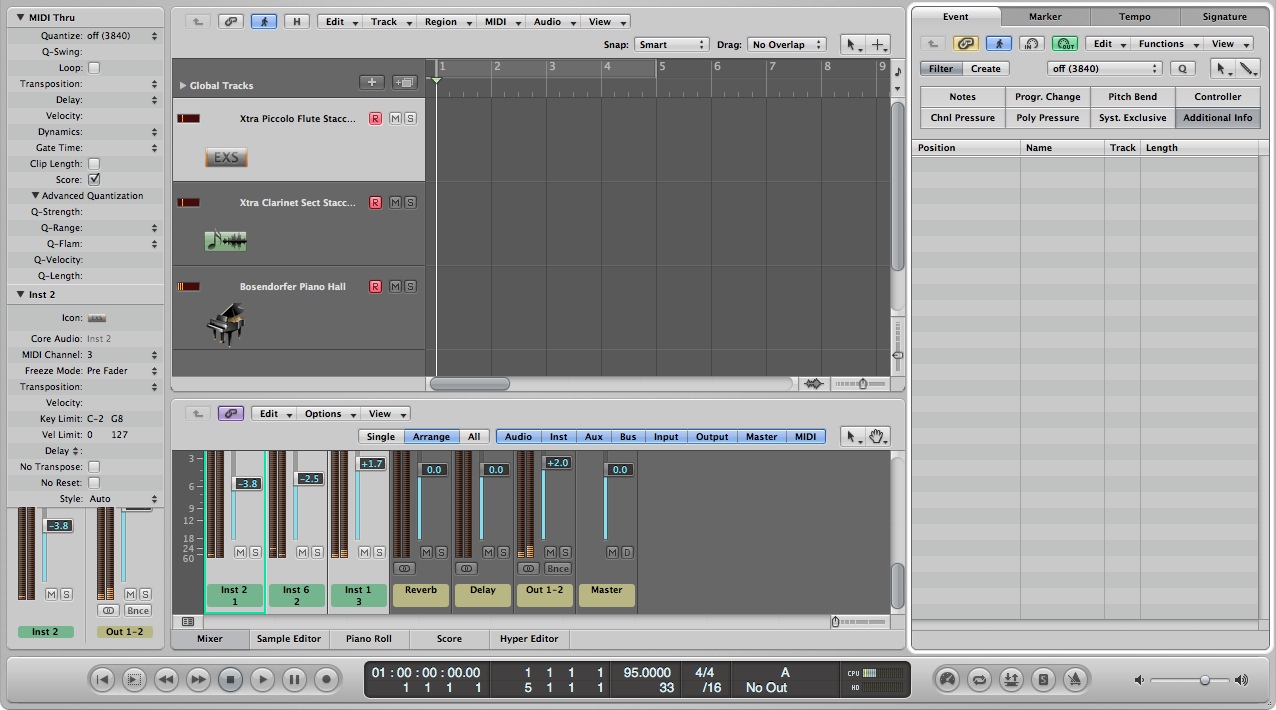 MIDI Thru
Quantize: off (3840)
Q-Swing:
Loop:
Transposition:
Delay:
Velocity:
Dynamics:
Gate Time:
Clip Length:
Score:
Advanced Quantization
Q-Strength:
Q-Range:
Q-Flam:
Q-Velocity:
Q-Length:
Inst 2
Icon:
Core Audio: Inst 2
MIDI Channel: 3
Freeze Mode: Pre Fader
Transposition:
Velocity:
Key Limit: C-2 G8
Vel Limit: 0 127
Delay :
No Transpose:
No Reset:
Style: Auto
-3.8
M S M S
Bnce
Inst 2 Out 1-2
H Edit Track Region MIDI Audio View
Snap: Smart Drag: No Overlap
Global Tracks
1 2 3 4 5 6 7 8 9
Xtra Piccolo Flute Stacc... R M S
EXS
Xtra Clarinet Sect Stacc... R M S
Bosendorfer Piano Hall R M S
Edit Options View
Single Arrange All Audio Inst Aux Bus Input Output Master MIDI
3
6
9
12
18
24
60
-3.8 -2.5 +1.7 0.0 0.0 +2.0 0.0
M S M S M S M S M S M S M D
Bnce
Inst 2 Inst 6 Inst 1 Reverb Delay Out 1-2 Master
1 2 3
Mixer Sample Editor Piano Roll Score Hyper Editor
Event Marker Tempo Signature
IN OUT Edit Functions View
Filter Create off (3840) Q
Notes Progr. Change Pitch Bend Controller
Chnl Pressure Poly Pressure Syst. Exclusive Additional Info
Position Name Track Length
01 : 00 : 00 : 00.00 1 1 1 1 95.0000 4/4 A CPU
1 1 1 1 5 1 1 1 33 /16 No Out HD
S